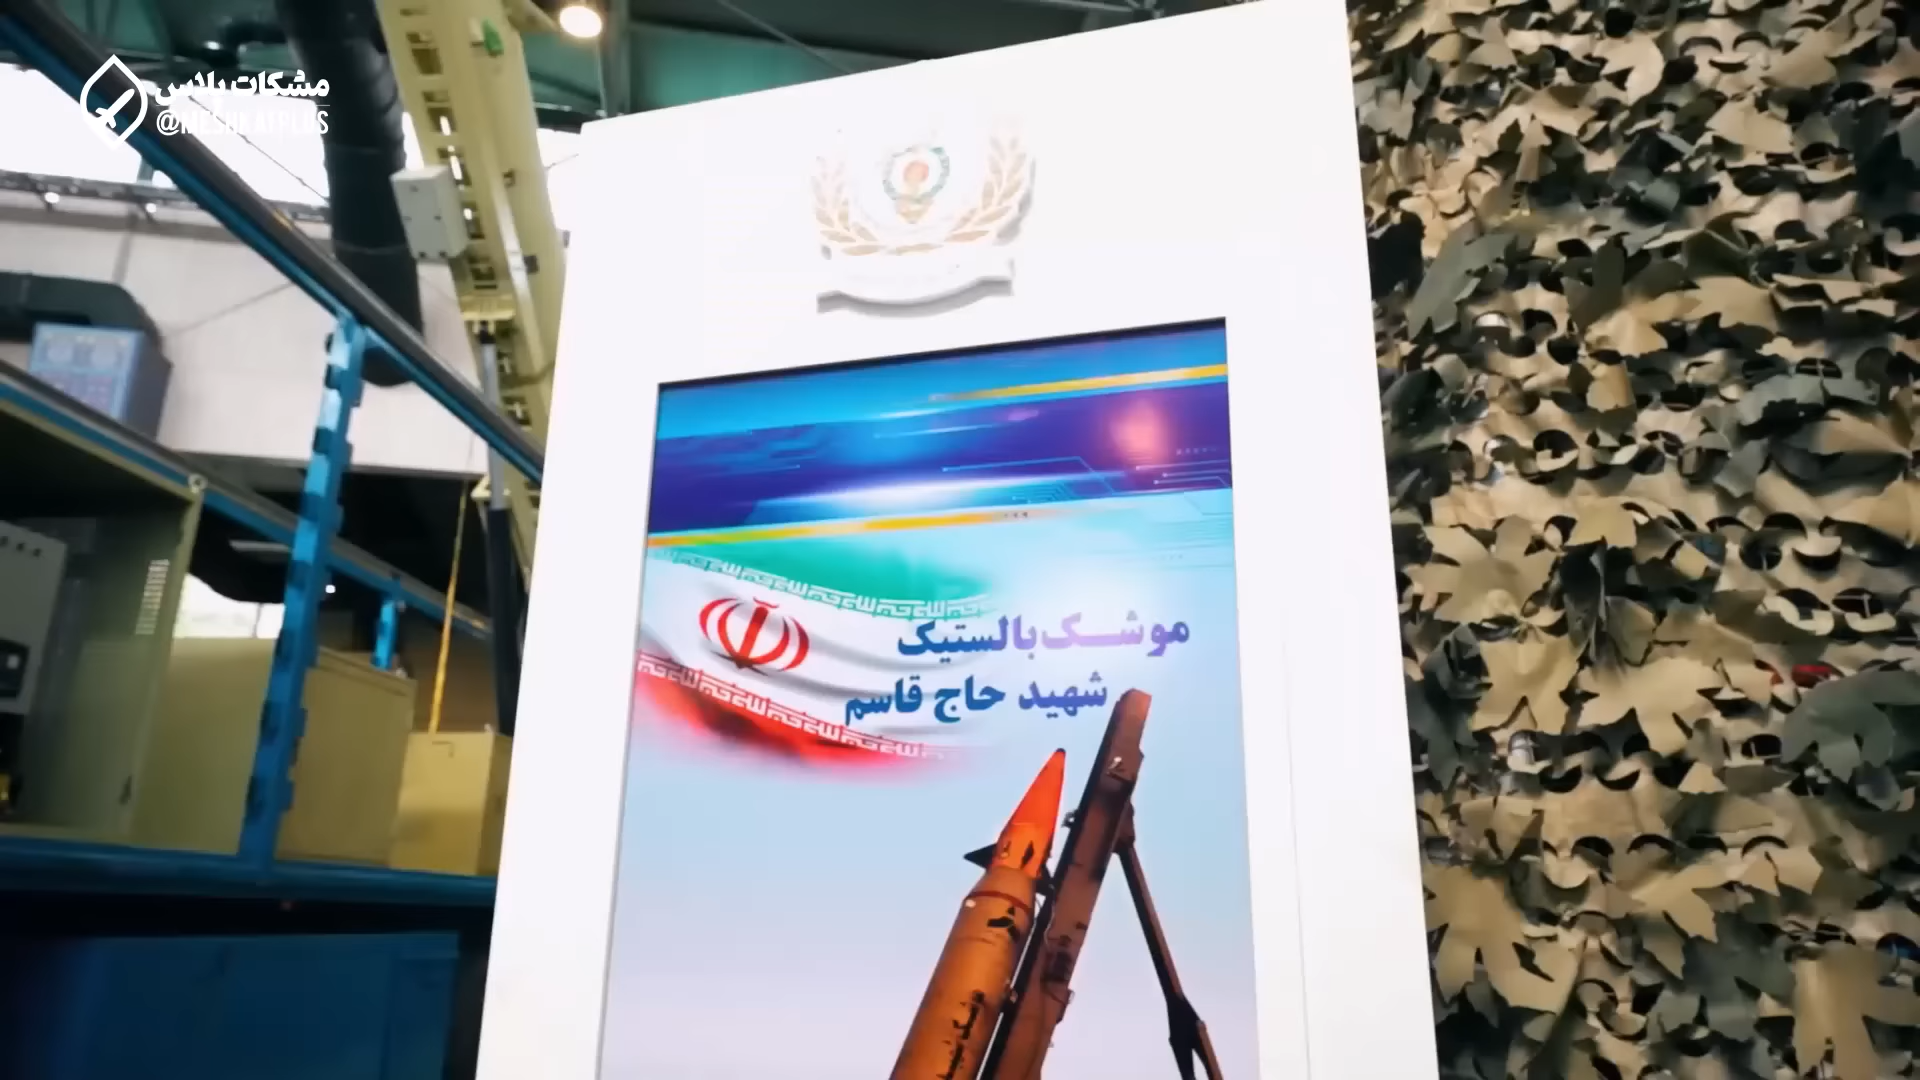 مشکات پلاس
@MESHKATPLUS
موشک بالستیک
شهید حاج قاسم